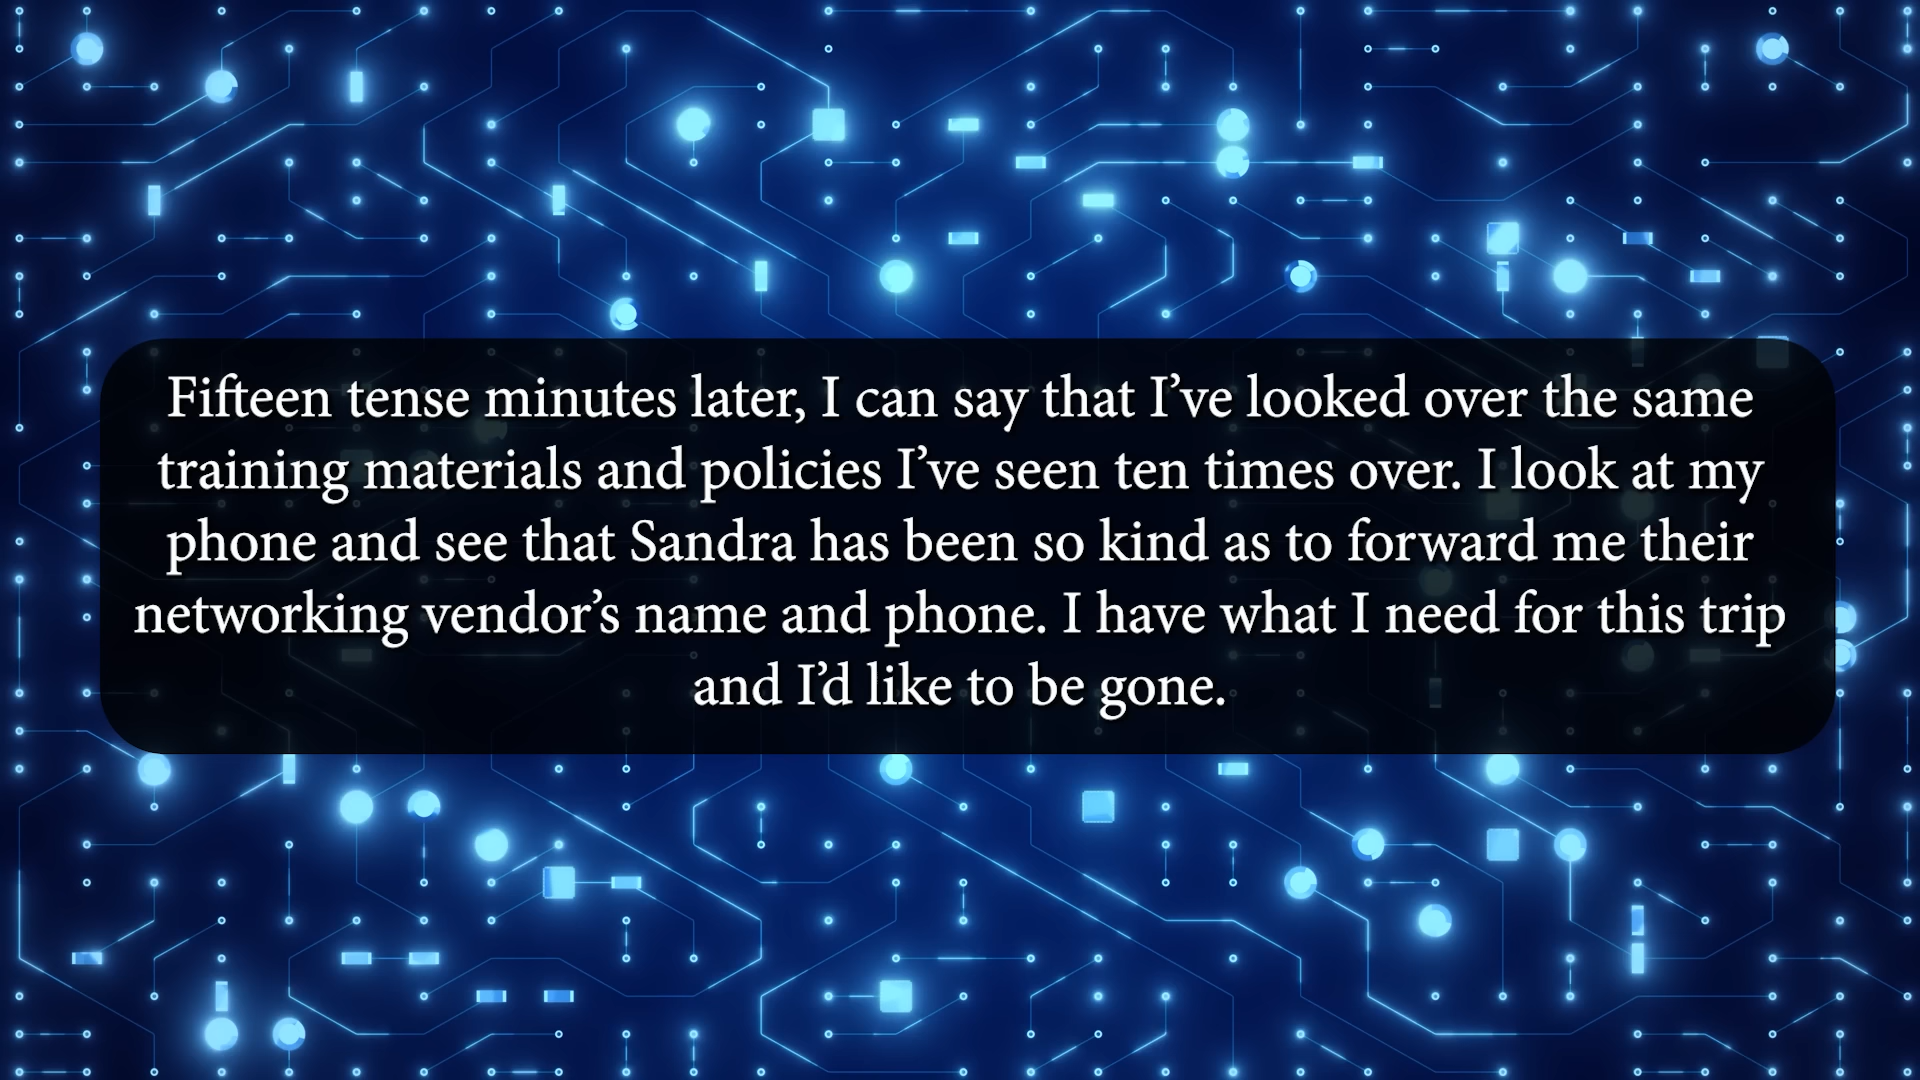 Fifteen tense minutes later, I can say that I’ve looked over the same
training materials and policies I’ve seen ten times over. I look at my
phone and see that Sandra has been so kind as to forward me their
networking vendor’s name and phone. I have what I need for this trip
and I’d like to be gone.